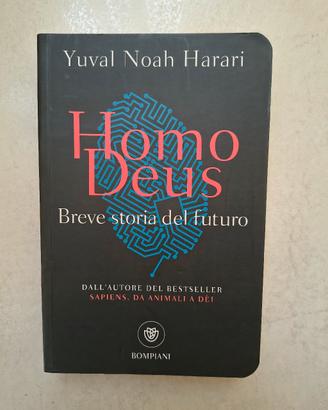 Yuval Noah Harari
Homo
Deus
Breve storia del futuro
DALL'AUTORE DEL BESTSELLER
SAPIENS. DA ANIMALI A DÈI
BOMPIANI